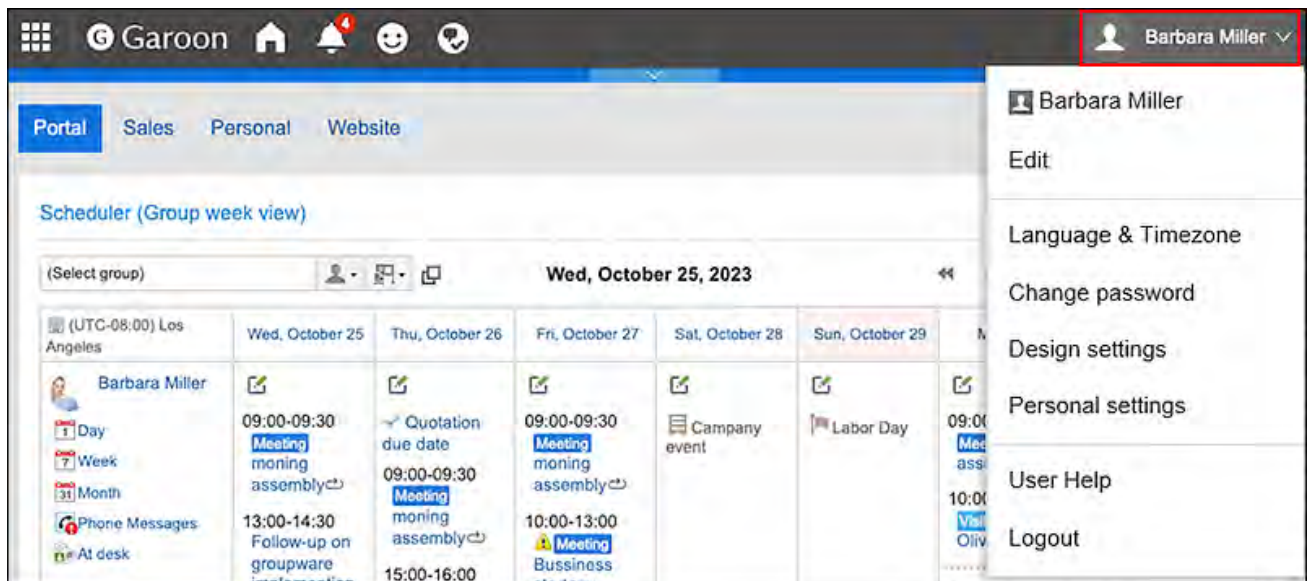 G Garoon
4
Barbara Miller
Barbara Miller
Edit
Language & Timezone
Change password
Design settings
Personal settings
User Help
Logout
Portal Sales Personal Website
Scheduler (Group week view)
(Select group)
Wed, October 25, 2023
(UTC-08:00) Los
Angeles
Wed, October 25
Thu, October 26
Fri, October 27
Sat, October 28
Sun, October 29
Barbara Miller
1 Day
7 Week
31 Month
Phone Messages
At desk
09:00-09:30
Meeting
moning
assembly
13:00-14:30
Follow-up on
groupware
Quotation
due date
09:00-09:30
Meeting
moning
assembly
15:00-16:00
09:00-09:30
Meeting
moning
assembly
10:00-13:00
Meeting
Bussiness
Campany
event
Labor Day